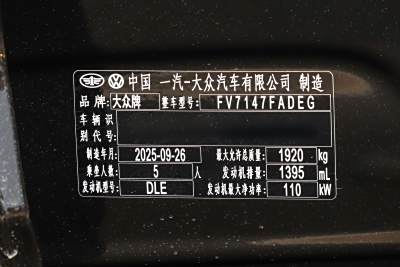 中国 一汽-大众汽车有限公司 制造
品牌 大众牌 整车型号 FV7147FADEG
车辆识别代号
制造年月 2025-09-26 最大允许总质量 1920 kg
乘坐人数 5 人 发动机排量 1395 mL
发动机型号 DLE 发动机最大净功率 110 kW